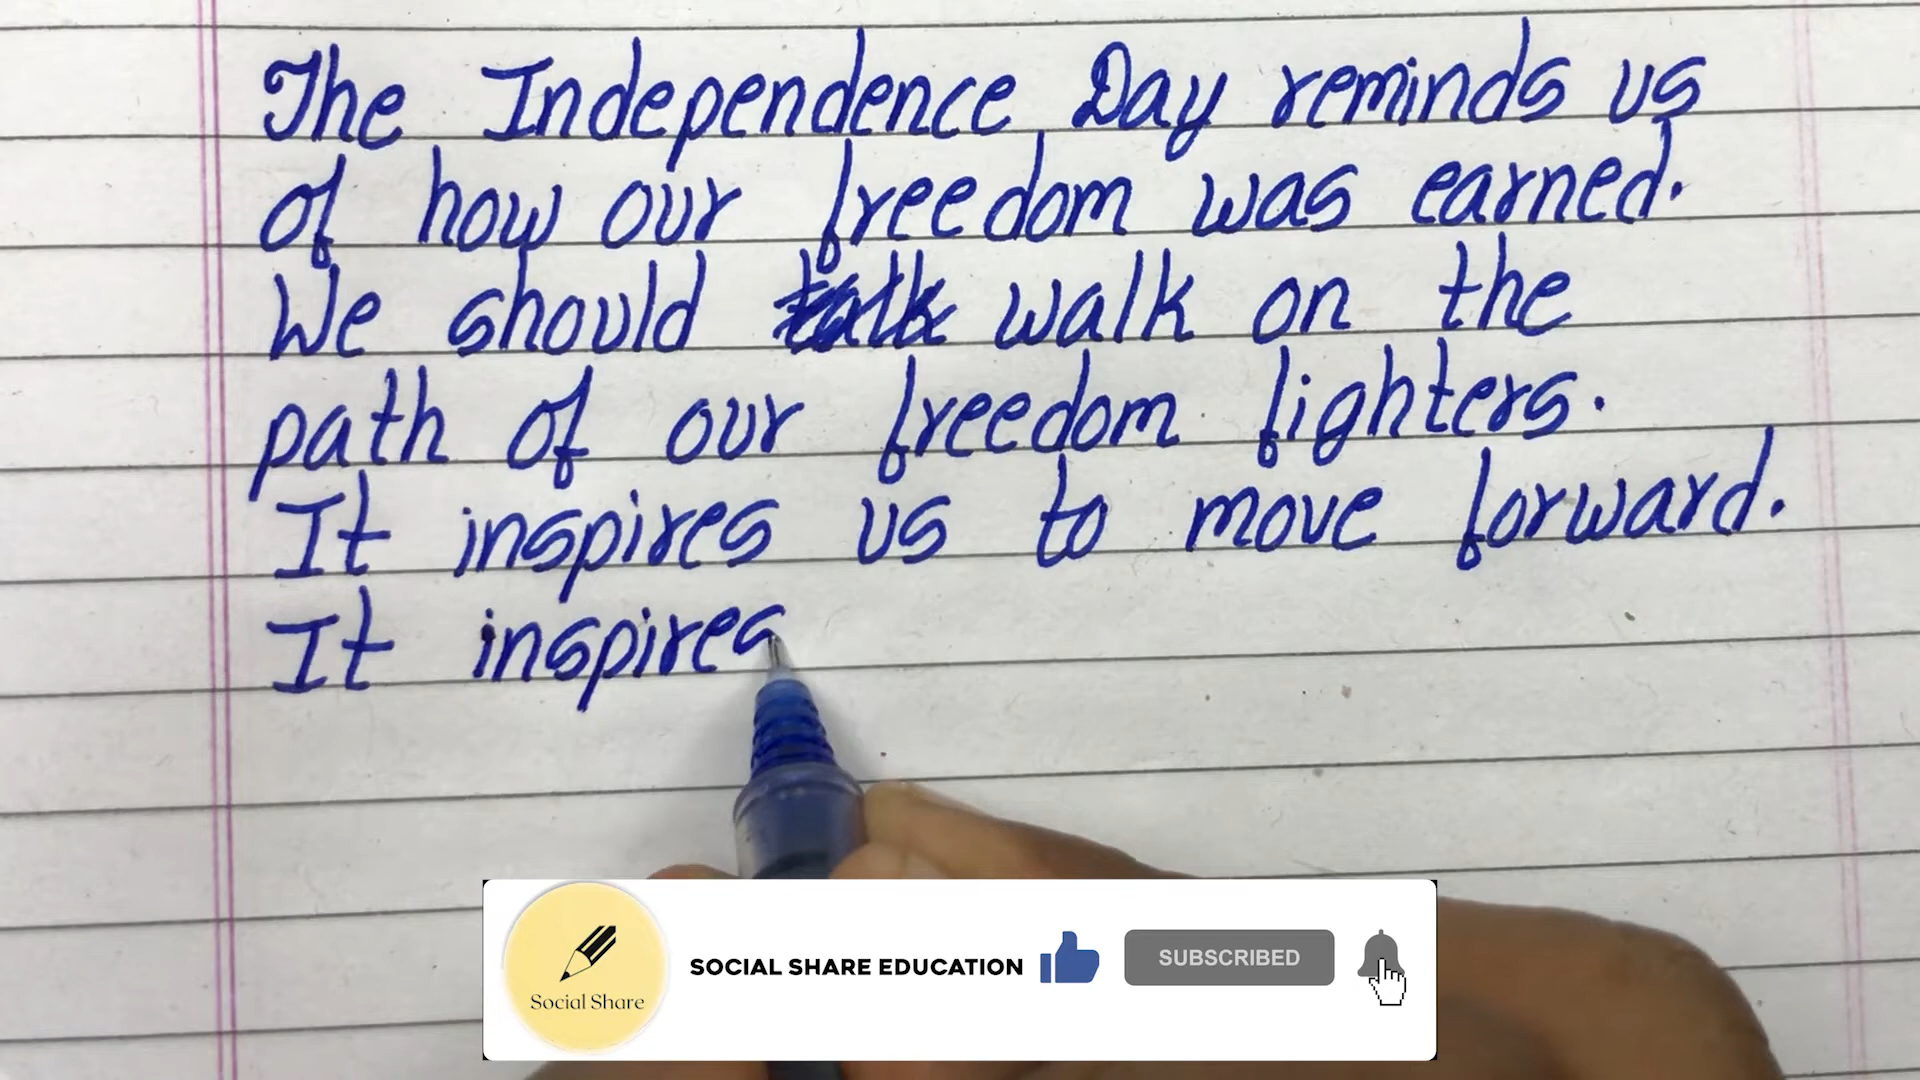 The Independence Day reminds us
of how our freedom was earned.
We should talk walk on the
path of our freedom fighters.
It inspires us to move forward.
It inspires
Social Share
SOCIAL SHARE EDUCATION
SUBSCRIBED